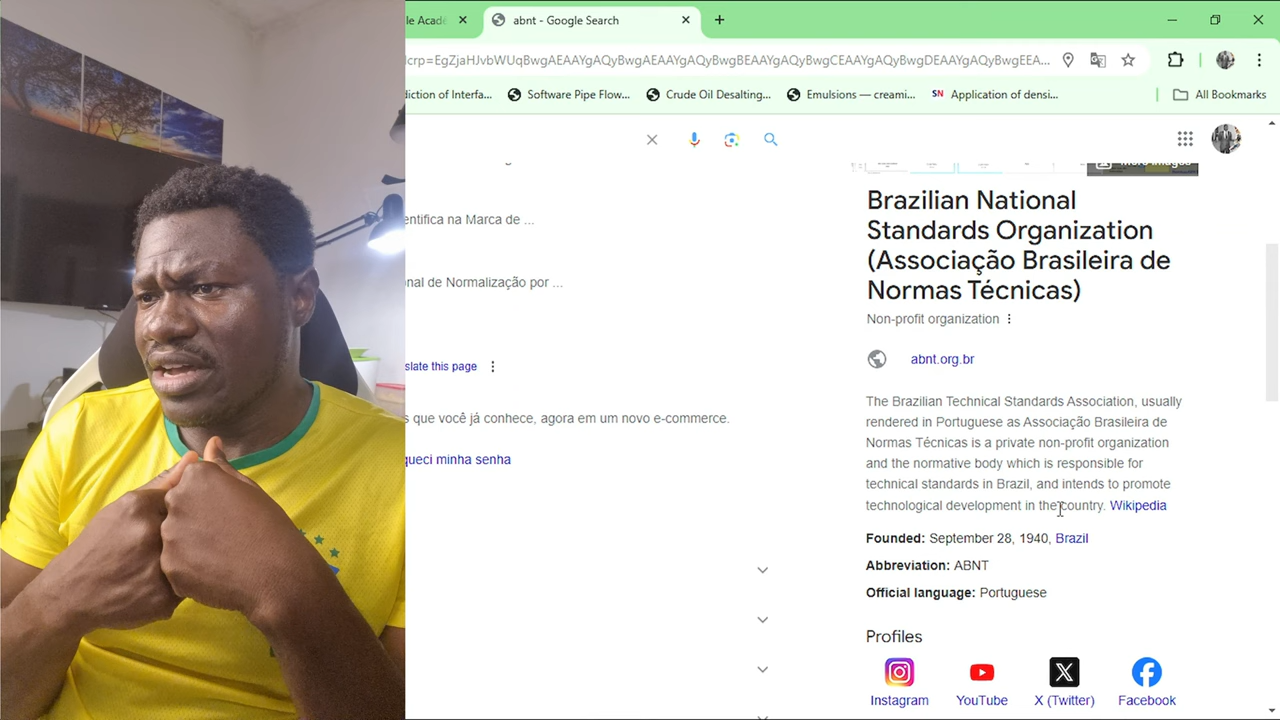 le Acade
abnt - Google Search
lcrp=EgZjaHJvbWUqBwgAEAAYgAQyBwgAEAAYgAQyBwgBEAAYgAQyBwgCEAAYgAQyBwgDEAAYgAQyBwgEEA...
diction of Interfa...
Software Pipe Flow...
Crude Oil Desalting...
Emulsions — creami...
SN Application of densi...
All Bookmarks
entifica na Marca de ...
nal de Normalização por ...
slate this page
s que você já conhece, agora em um novo e-commerce.
queci minha senha
Brazilian National
Standards Organization
(Associação Brasileira de
Normas Técnicas)
Non-profit organization
abnt.org.br
The Brazilian Technical Standards Association, usually
rendered in Portuguese as Associação Brasileira de
Normas Técnicas is a private non-profit organization
and the normative body which is responsible for
technical standards in Brazil, and intends to promote
technological development in the country. Wikipedia
Founded: September 28, 1940, Brazil
Abbreviation: ABNT
Official language: Portuguese
Profiles
Instagram
YouTube
X (Twitter)
Facebook